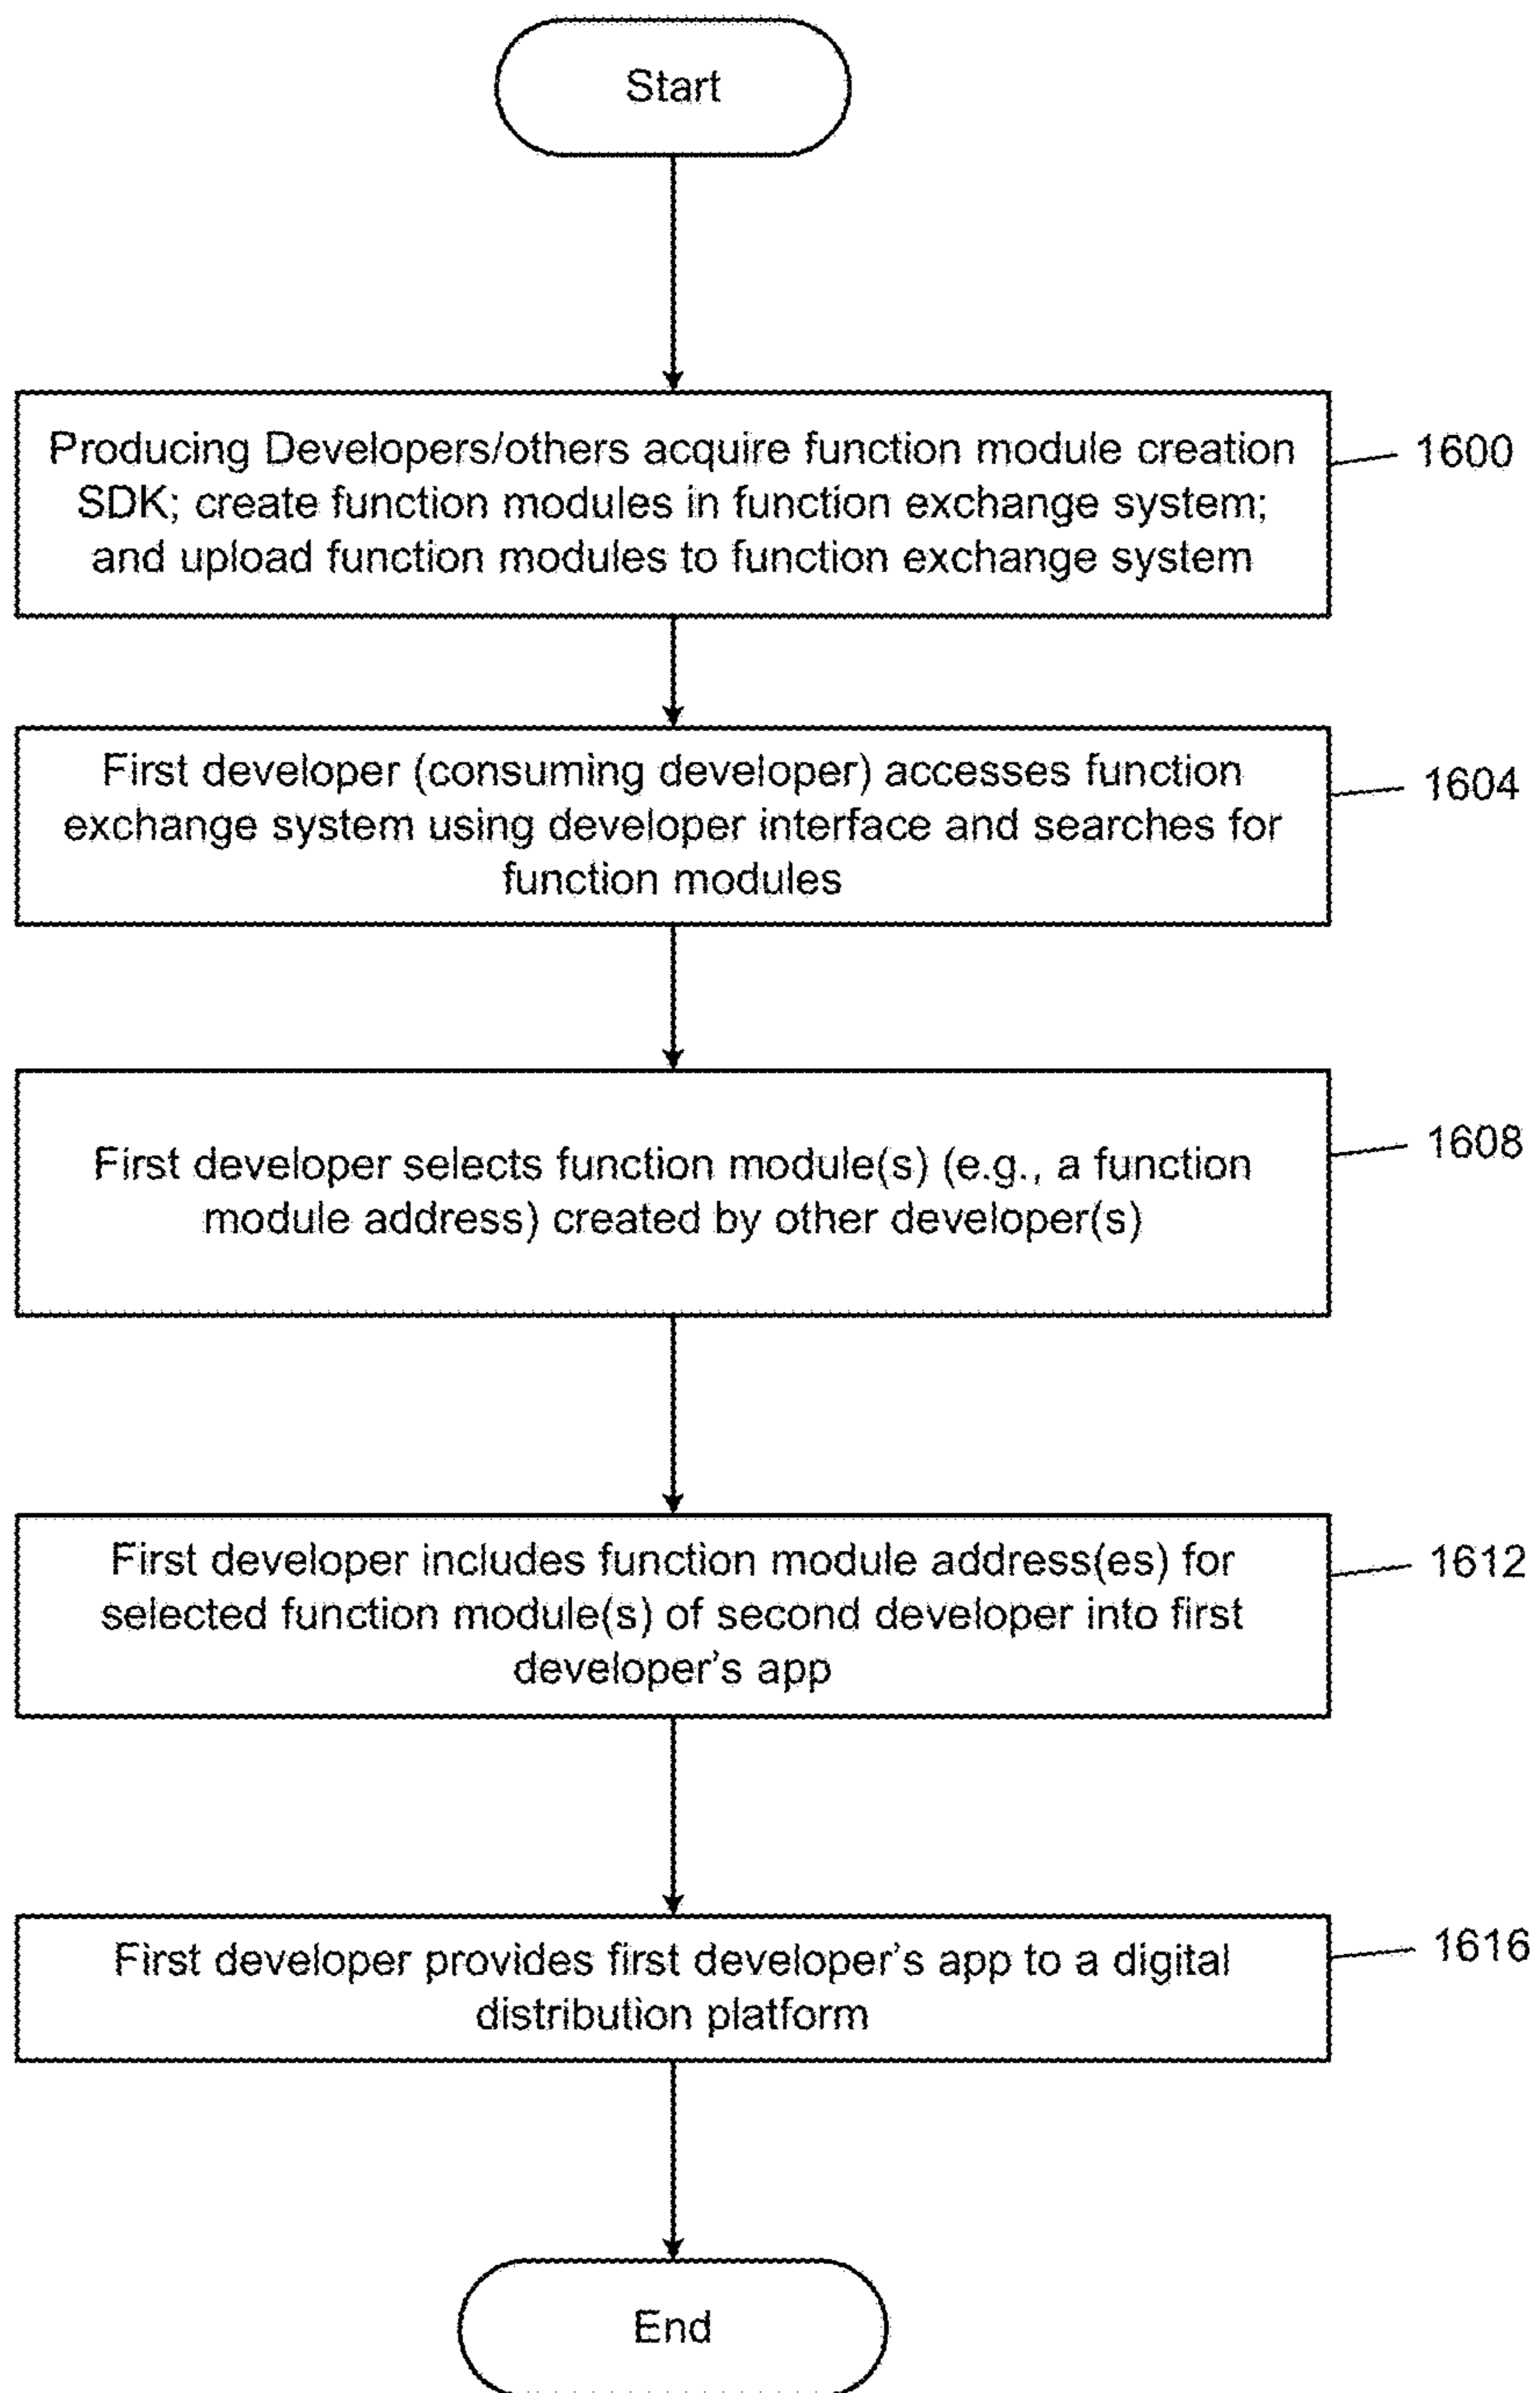 Start
Producing Developers/others acquire function module creation
SDK; create function modules in function exchange system;
and upload function modules to function exchange system
1600
First developer (consuming developer) accesses function
exchange system using developer interface and searches for
function modules
1604
First developer selects function module(s) (e.g., a function
module address) created by other developer(s)
1608
First developer includes function module address(es) for
selected function module(s) of second developer into first
developer's app
1612
First developer provides first developer's app to a digital
distribution platform
1616
End